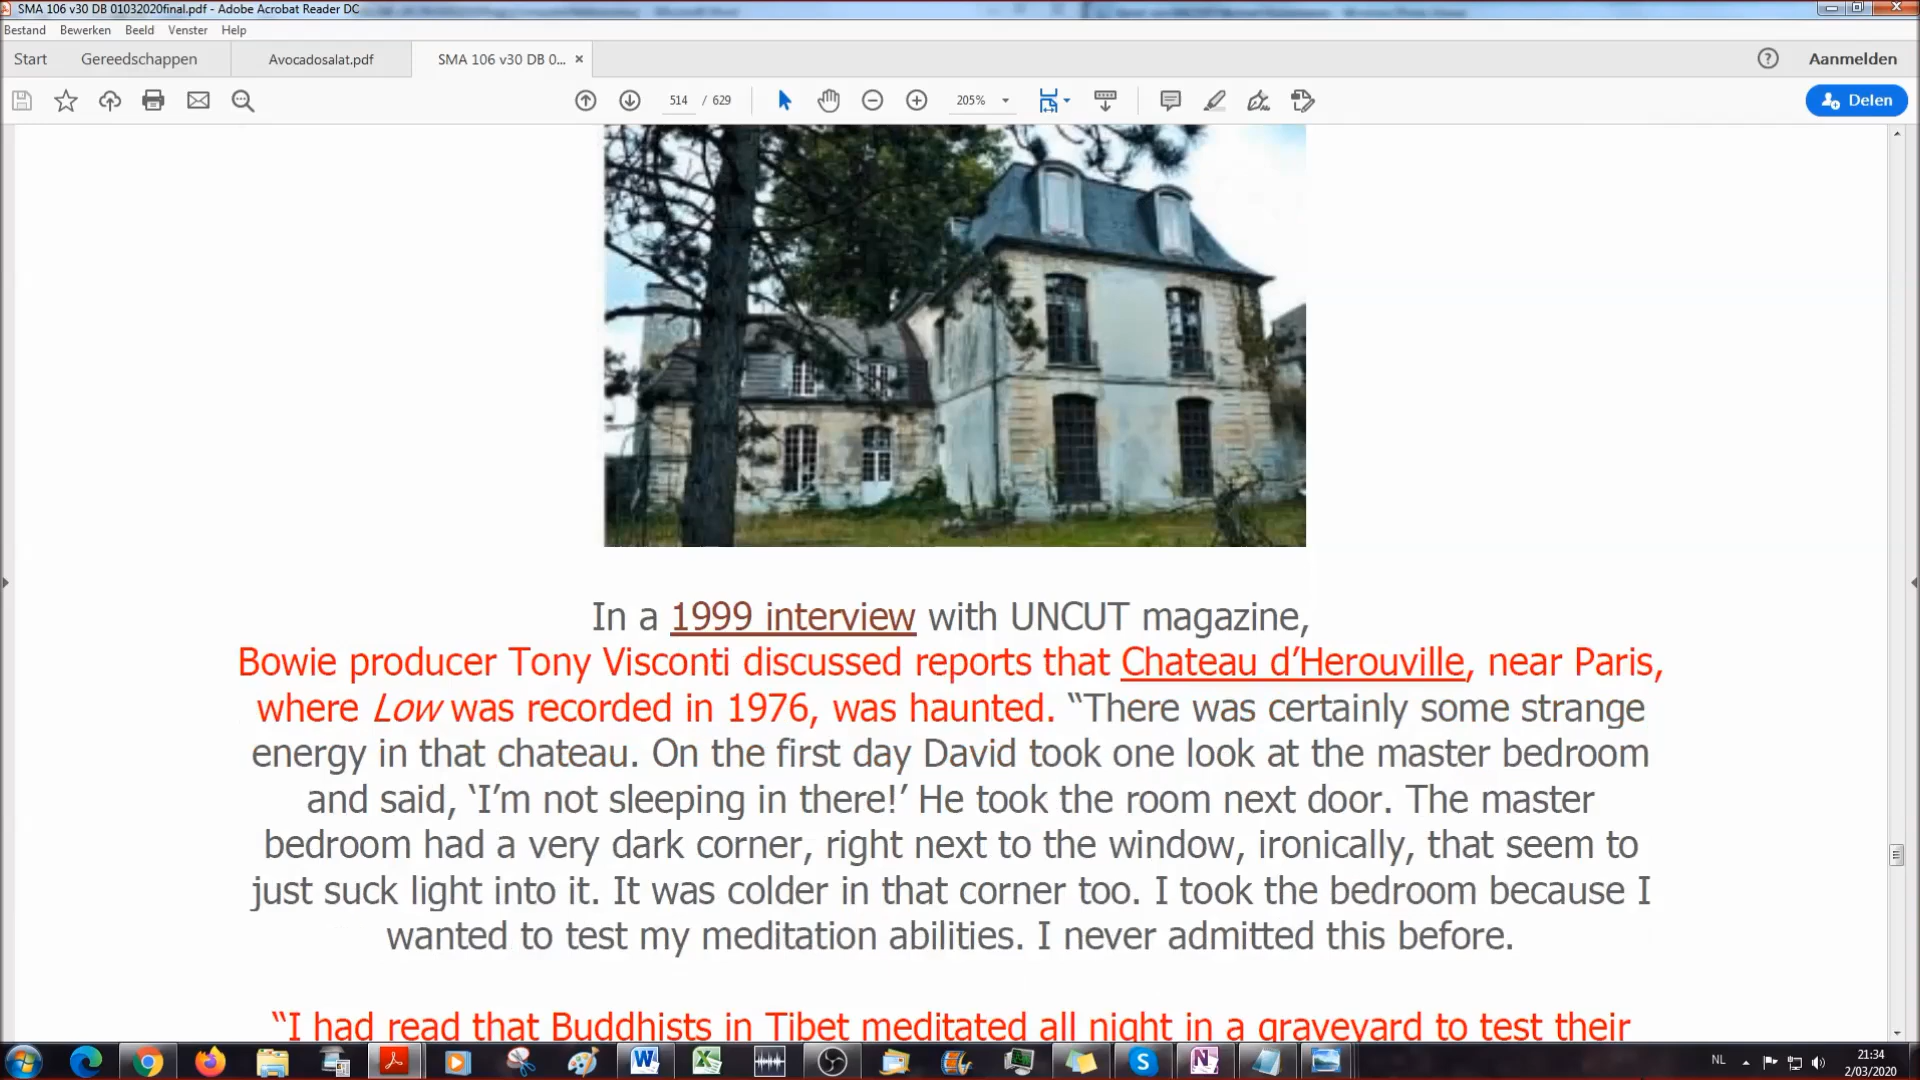 SMA 106 v30 DB 01032020final.pdf - Adobe Acrobat Reader DC
Bestand Bewerken Beeld Venster Help
Start Gereedschappen Avocadosalat.pdf SMA 106 v30 DB 0... Aanmelden
514 / 629 205% Delen
In a 1999 interview with UNCUT magazine,
Bowie producer Tony Visconti discussed reports that Chateau d’Herouville, near Paris,
where Low was recorded in 1976, was haunted. “There was certainly some strange
energy in that chateau. On the first day David took one look at the master bedroom
and said, ‘I’m not sleeping in there!’ He took the room next door. The master
bedroom had a very dark corner, right next to the window, ironically, that seem to
just suck light into it. It was colder in that corner too. I took the bedroom because I
wanted to test my meditation abilities. I never admitted this before.
“I had read that Buddhists in Tibet meditated all night in a graveyard to test their
NL 21:34
2/03/2020